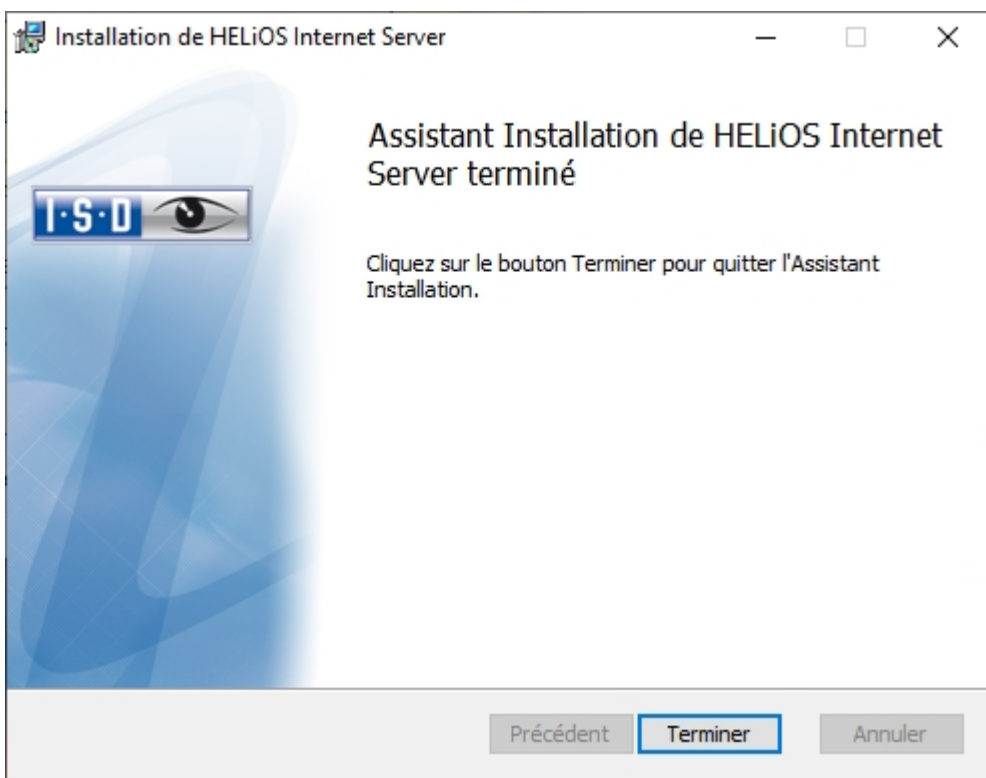 Installation de HELiOS Internet Server
Assistant Installation de HELiOS Internet
Server terminé
I·S·D
Cliquez sur le bouton Terminer pour quitter l'Assistant
Installation.
Précédent
Terminer
Annuler